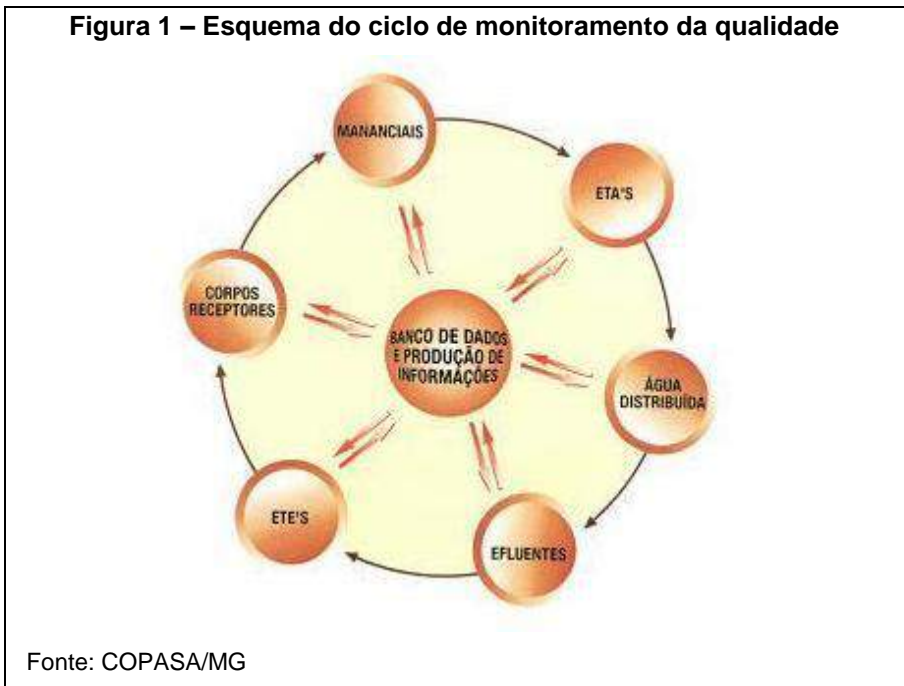 Figura 1 – Esquema do ciclo de monitoramento da qualidade
MANANCIAIS
ETA'S
ÁGUA
DISTRIBUÍDA
EFLUENTES
ETE'S
CORPOS
RECEPTORES
BANCO DE DADOS
E PRODUÇÃO DE
INFORMAÇÕES
Fonte: COPASA/MG